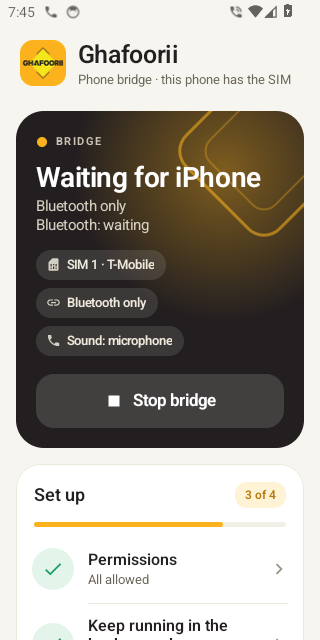 7:45
GHAFOORII
Ghafoorii
Phone bridge · this phone has the SIM
BRIDGE
Waiting for iPhone
Bluetooth only
Bluetooth: waiting
SIM 1 · T-Mobile
Bluetooth only
Sound: microphone
Stop bridge
Set up
3 of 4
Permissions
All allowed
Keep running in the